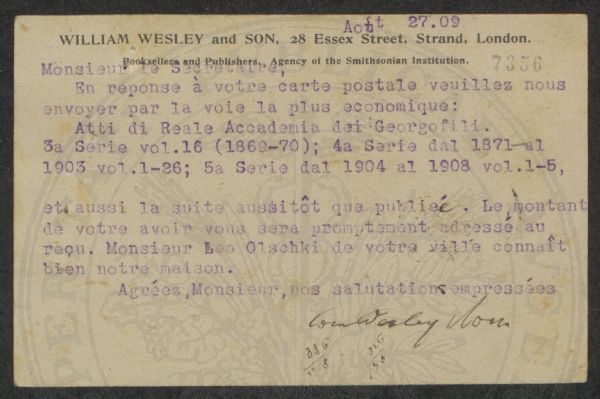 Août 27.09
WILLIAM WESLEY and SON, 28 Essex Street, Strand, London.
Booksellers and Publishers, Agency of the Smithsonian Institution.
7356
Monsieur le Secrétaire,
En réponse à votre carte postale veuillez nous
envoyer par la voie la plus economique:
Atti di Reale Accademia dei Georgofili.
3a Serie vol.16 (1869-70); 4a Serie dal 1871 al
1903 vol.1-26; 5a Serie dal 1904 al 1908 vol.1-5,
et aussi la suite aussitôt que publiée. Le montant
de votre avoir vous sera promptement adressé au
reçu. Monsieur Leo Olschki de votre ville connaît
bien notre maison.
Agréez,Monsieur,nos salutations empressées
Wm Wesley & Son